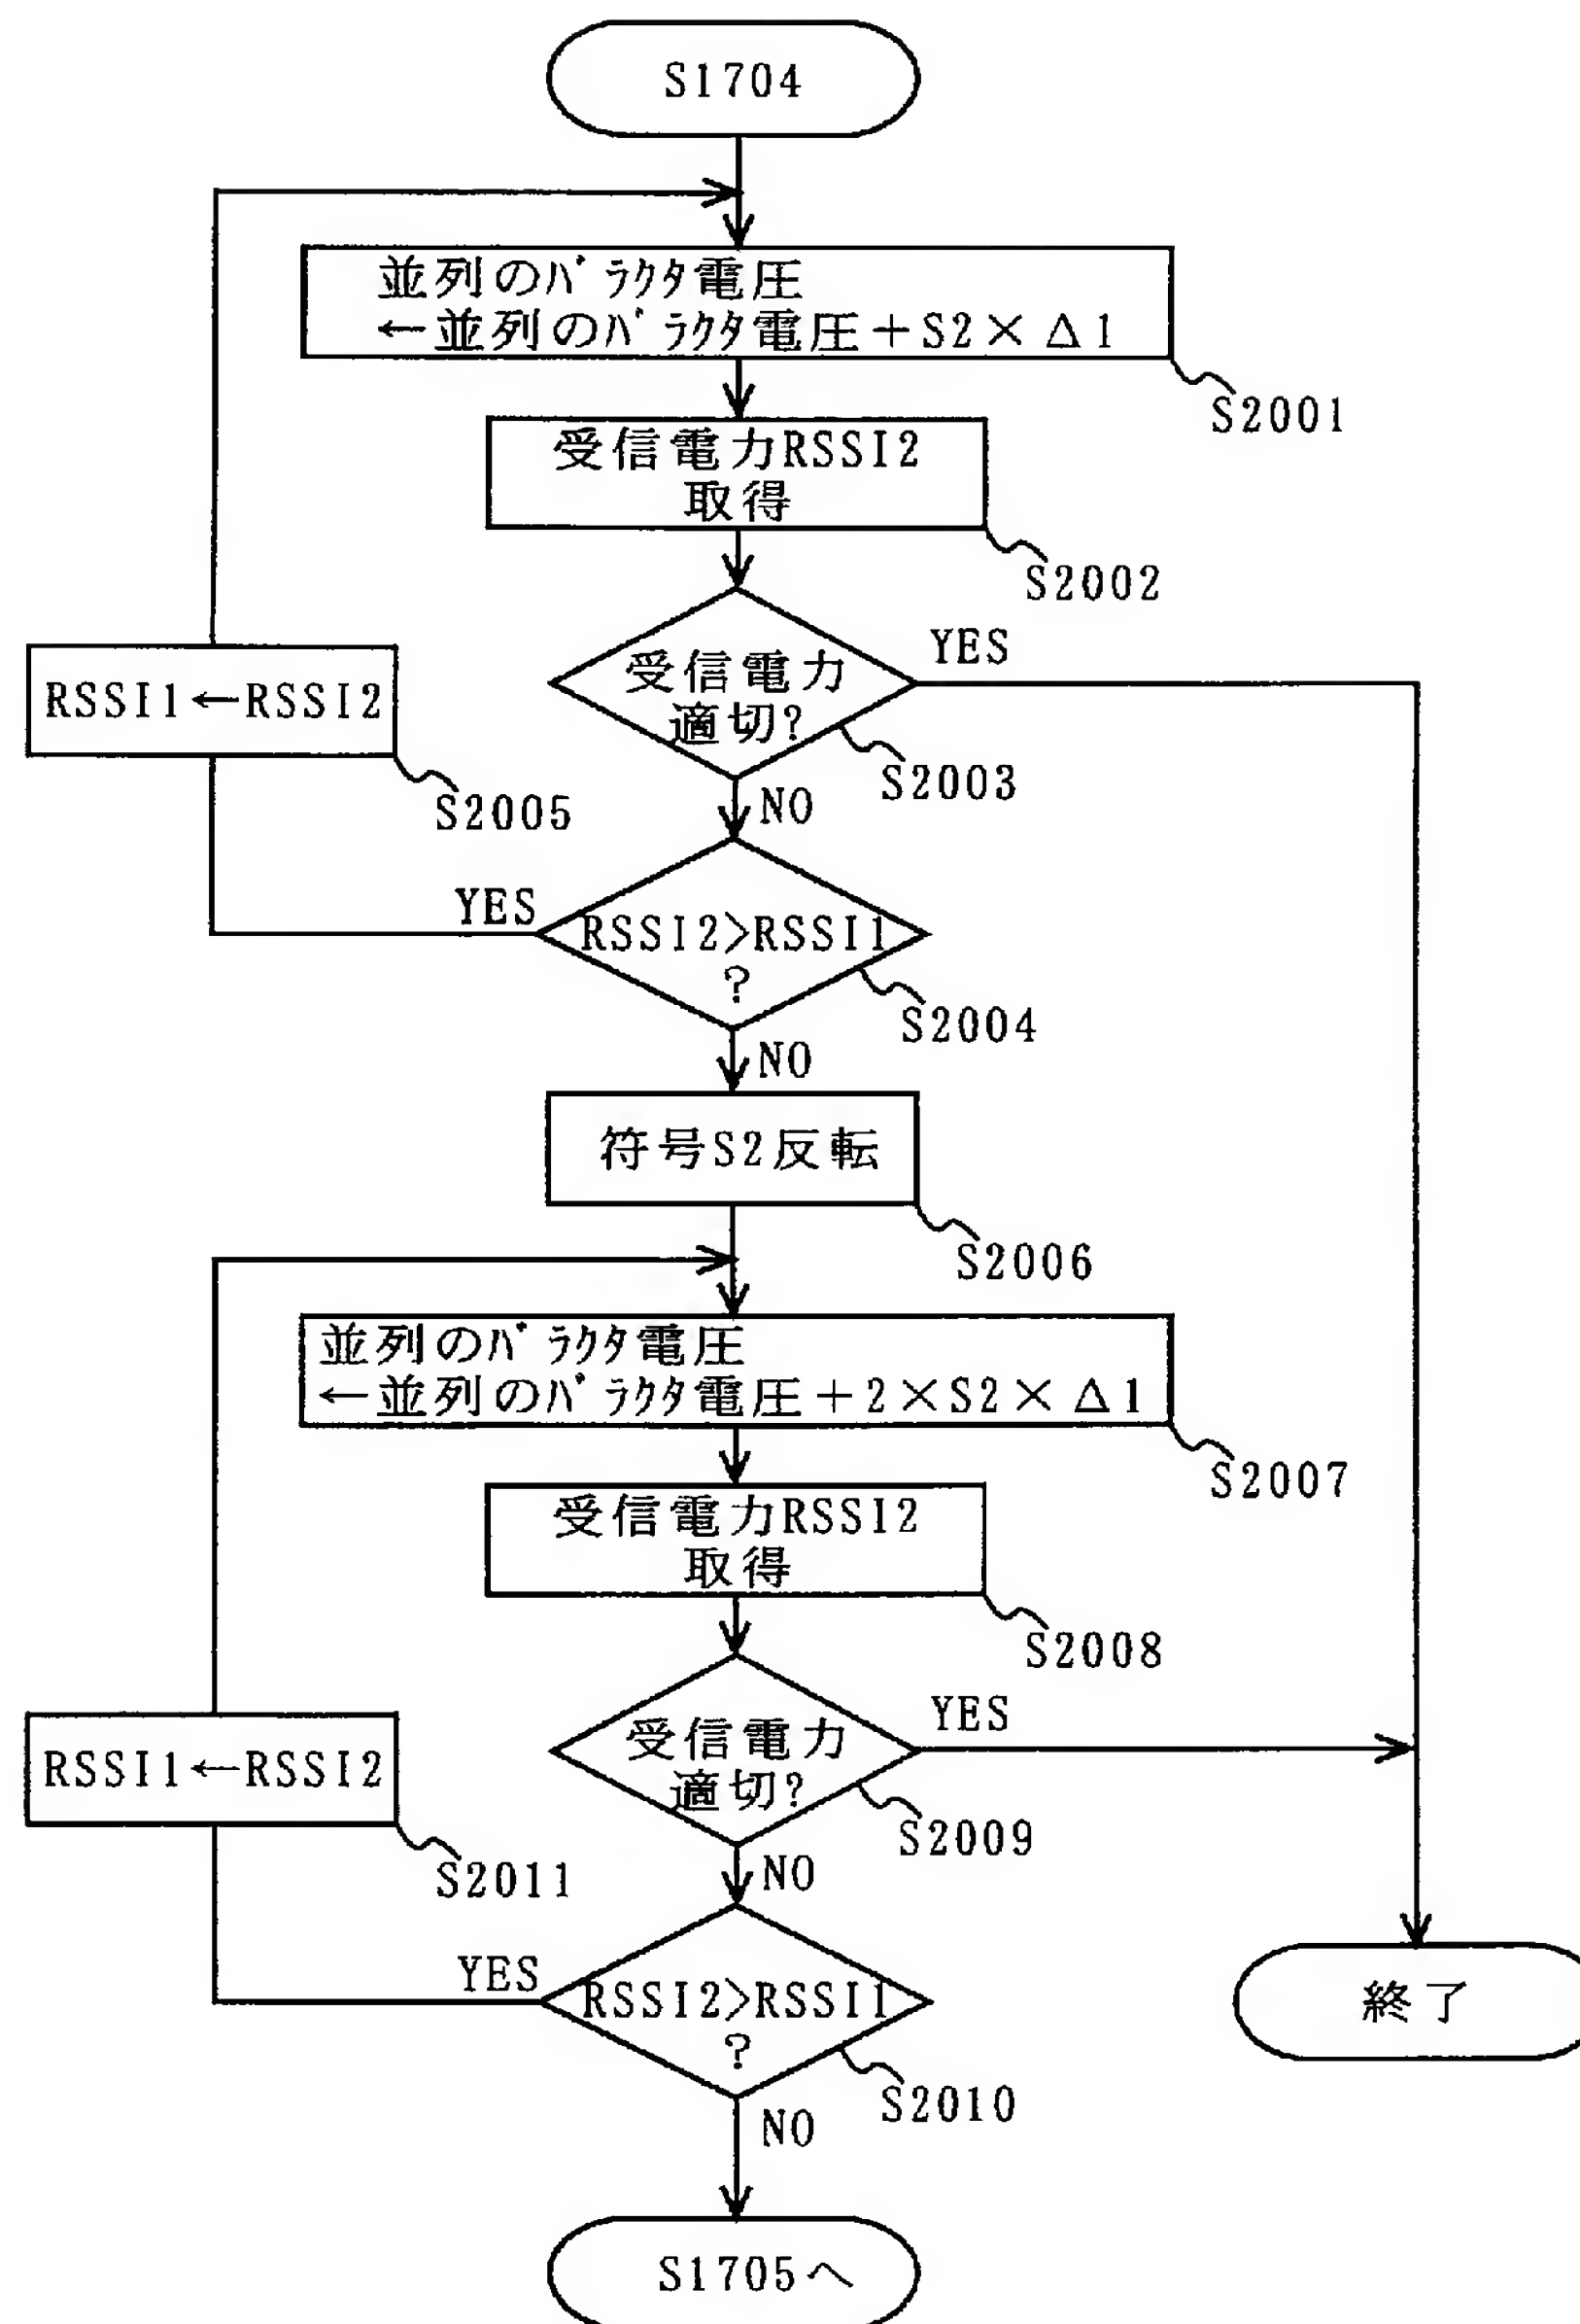 S1704
並列のﾊﾞﾗｸﾀ電圧
←並列のﾊﾞﾗｸﾀ電圧+S2×Δ1
S2001
受信電力RSSI2
取得
S2002
YES
受信電力
適切?
S2003
RSSI1←RSSI2
S2005
NO
YES
RSSI2>RSSI1
?
S2004
NO
符号S2反転
S2006
並列のﾊﾞﾗｸﾀ電圧
←並列のﾊﾞﾗｸﾀ電圧+2×S2×Δ1
S2007
受信電力RSSI2
取得
S2008
YES
受信電力
適切?
S2009
RSSI1←RSSI2
S2011
NO
YES
RSSI2>RSSI1
?
S2010
終了
NO
S1705へ